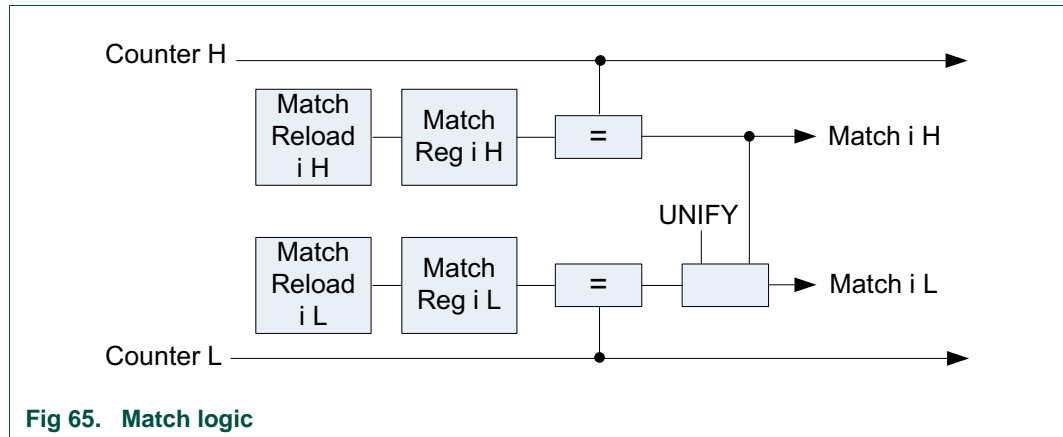 Counter H
Match
Reload
i H
Match
Reg i H
=
Match i H
UNIFY
Match
Reload
i L
Match
Reg i L
=
Match i L
Counter L
Fig 65. Match logic